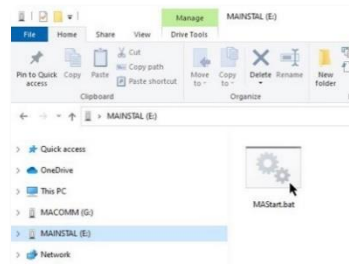 Manage
MAINSTAL (E:)
File
Home
Share
View
Drive Tools
Pin to Quick access
Copy
Paste
Cut
Copy path
Paste shortcut
Move to
Copy to
Delete
Rename
New folder
Clipboard
Organize
MAINSTAL (E:)
Quick access
OneDrive
This PC
MACOMM (G:)
MAINSTAL (E:)
Network
MAStart.bat